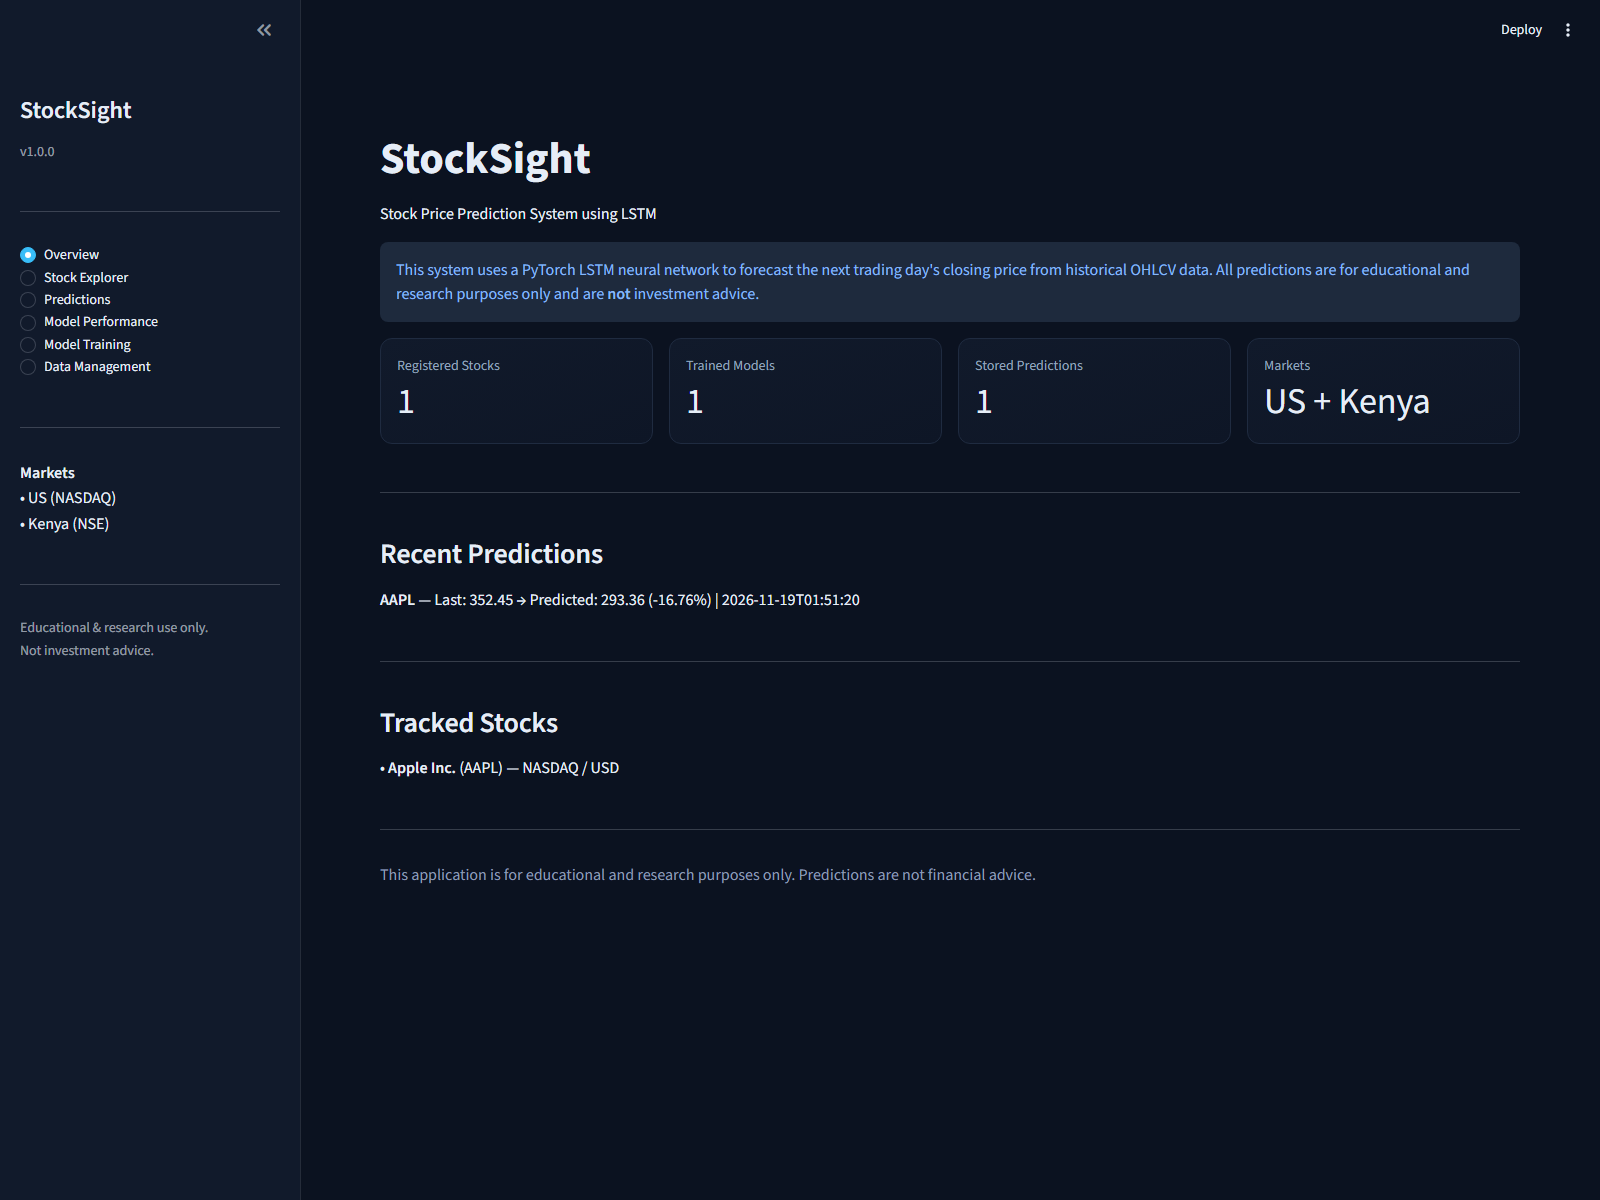 Deploy
StockSight
v1.0.0
Overview
Stock Explorer
Predictions
Model Performance
Model Training
Data Management
Markets
• US (NASDAQ)
• Kenya (NSE)
Educational & research use only.
Not investment advice.
StockSight
Stock Price Prediction System using LSTM
This system uses a PyTorch LSTM neural network to forecast the next trading day's closing price from historical OHLCV data. All predictions are for educational and
research purposes only and are not investment advice.
Registered Stocks
1
Trained Models
1
Stored Predictions
1
Markets
US + Kenya
Recent Predictions
AAPL — Last: 352.45 → Predicted: 293.36 (-16.76%) | 2026-11-19T01:51:20
Tracked Stocks
• Apple Inc. (AAPL) — NASDAQ / USD
This application is for educational and research purposes only. Predictions are not financial advice.